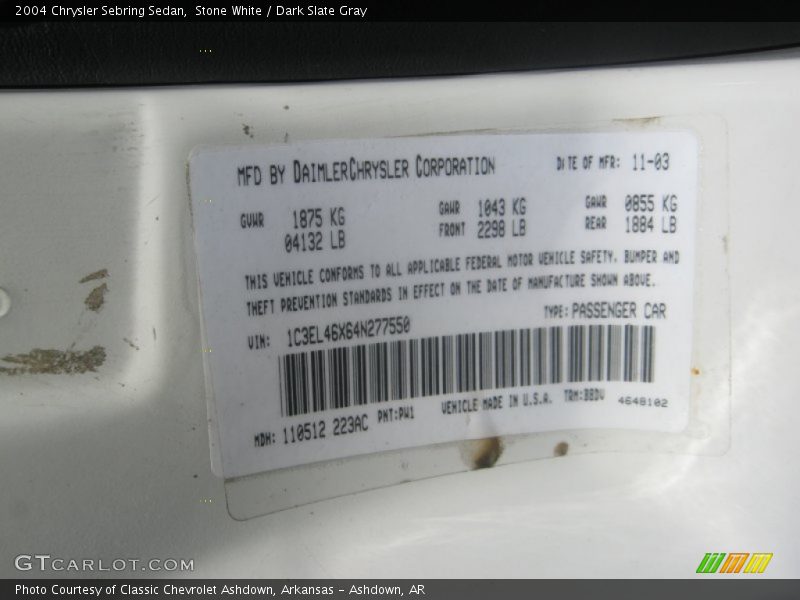 2004 Chrysler Sebring Sedan,  Stone White / Dark Slate Gray
MFD BY DAIMLERCHRYSLER CORPORATION DATE OF MFR: 11-03
GVWR 1875 KG GAWR 1043 KG GAWR 0855 KG
04132 LB FRONT 2298 LB REAR 1884 LB
THIS VEHICLE CONFORMS TO ALL APPLICABLE FEDERAL MOTOR VEHICLE SAFETY, BUMPER AND
THEFT PREVENTION STANDARDS IN EFFECT ON THE DATE OF MANUFACTURE SHOWN ABOVE.
VIN: 1C3EL46X64N277550 TYPE: PASSENGER CAR
MDH: 110512 223AC PNT: PW1 VEHICLE MADE IN U.S.A. TRM: BBDV 4648102
GTCARLOT.COM
Photo Courtesy of Classic Chevrolet Ashdown, Arkansas – Ashdown, AR